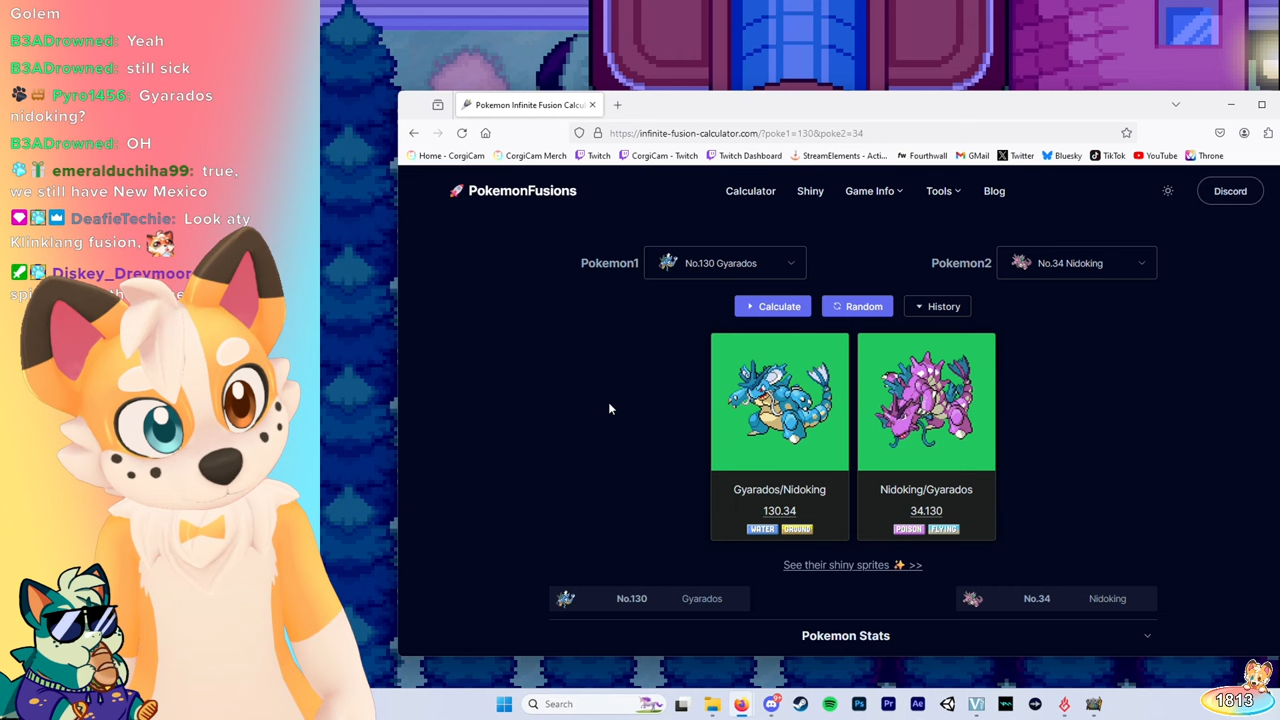 Golem
B3ADrowned: Yeah
B3ADrowned: still sick
Pyro1456: Gyarados
nidoking?
B3ADrowned: OH
emeralduchiha99: true,
we still have New Mexico
DeafieTechie: Look aty
Klinklang fusion,
Diskey_Dreymoor
Pokemon Infinite Fusion Calcu
https://infinite-fusion-calculator.com/?poke1=130&poke2=34
Home - CorgiCam
CorgiCam Merch
Twitch
CorgiCam - Twitch
Twitch Dashboard
StreamElements - Acti...
fw Fourthwall
GMail
Twitter
Bluesky
TikTok
YouTube
Throne
PokemonFusions
Calculator
Shiny
Game Info
Tools
Blog
Discord
Pokemon1
No.130 Gyarados
Pokemon2
No.34 Nidoking
Calculate
Random
History
Gyarados/Nidoking
130.34
WATER GROUND
Nidoking/Gyarados
34.130
POISON FLYING
See their shiny sprites ✨ >>
No.130 Gyarados
No.34 Nidoking
Pokemon Stats
Search
Ps
Pr
Ae
1813